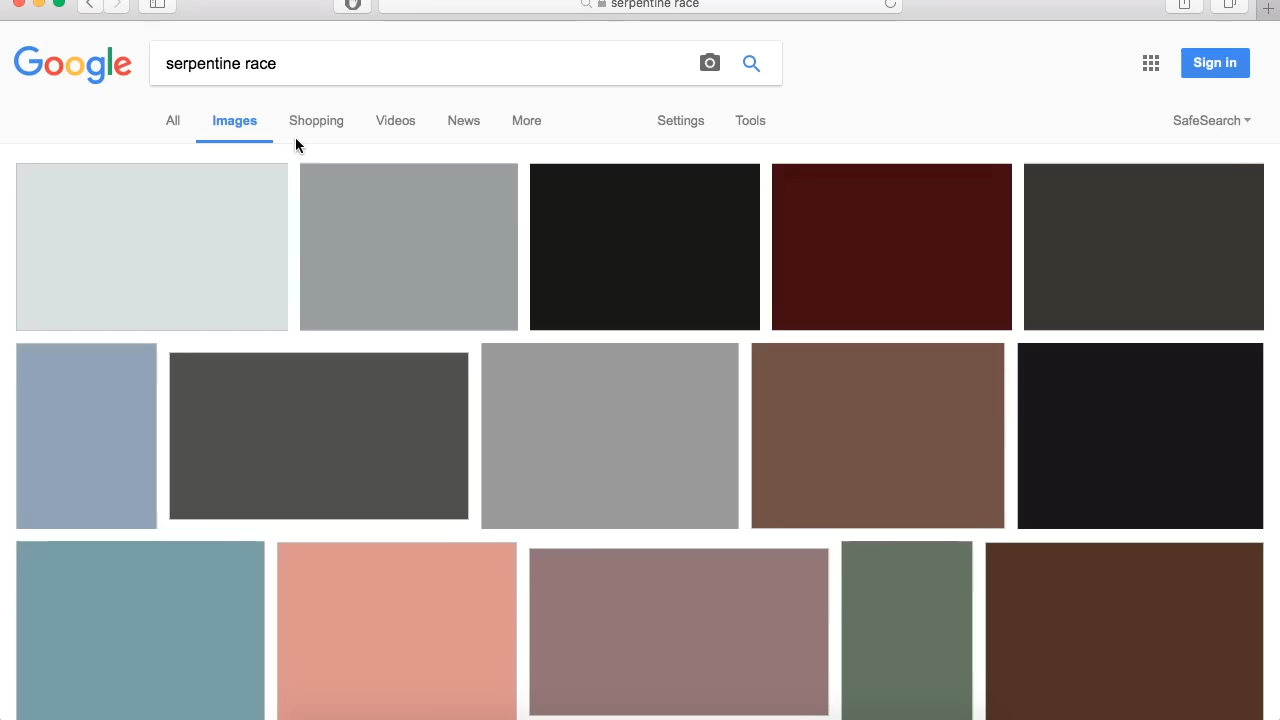 serpentine race
Google serpentine race Sign in
All Images Shopping Videos News More Settings Tools SafeSearch